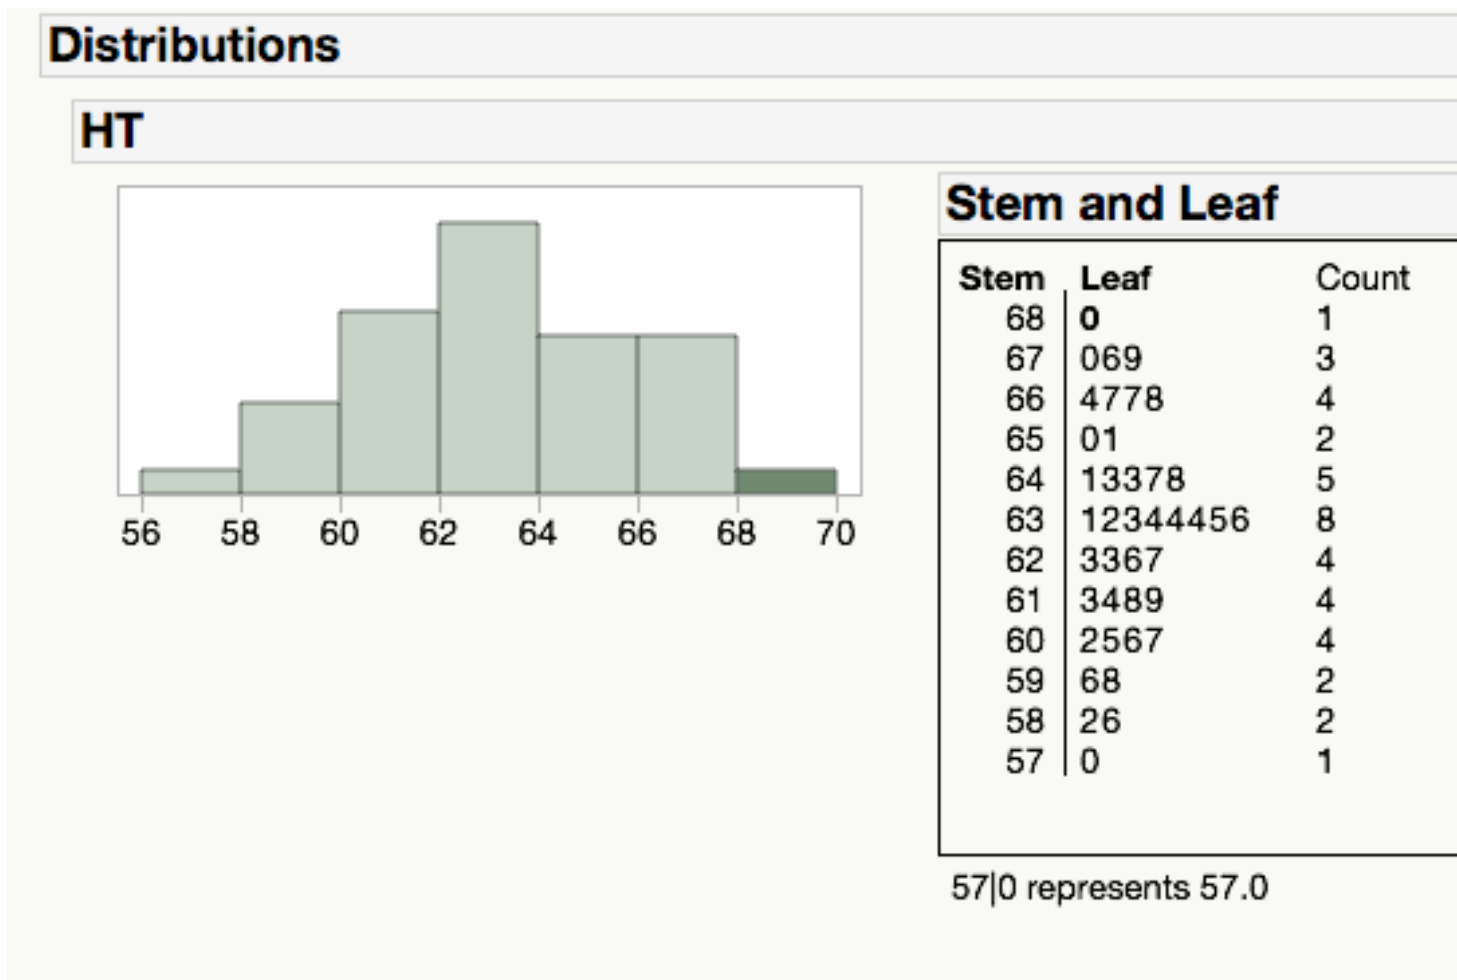 Distributions
HT
56 58 60 62 64 66 68 70
Stem and Leaf
Stem Leaf Count
68 0 1
67 069 3
66 4778 4
65 01 2
64 13378 5
63 12344456 8
62 3367 4
61 3489 4
60 2567 4
59 68 2
58 26 2
57 0 1
57|0 represents 57.0